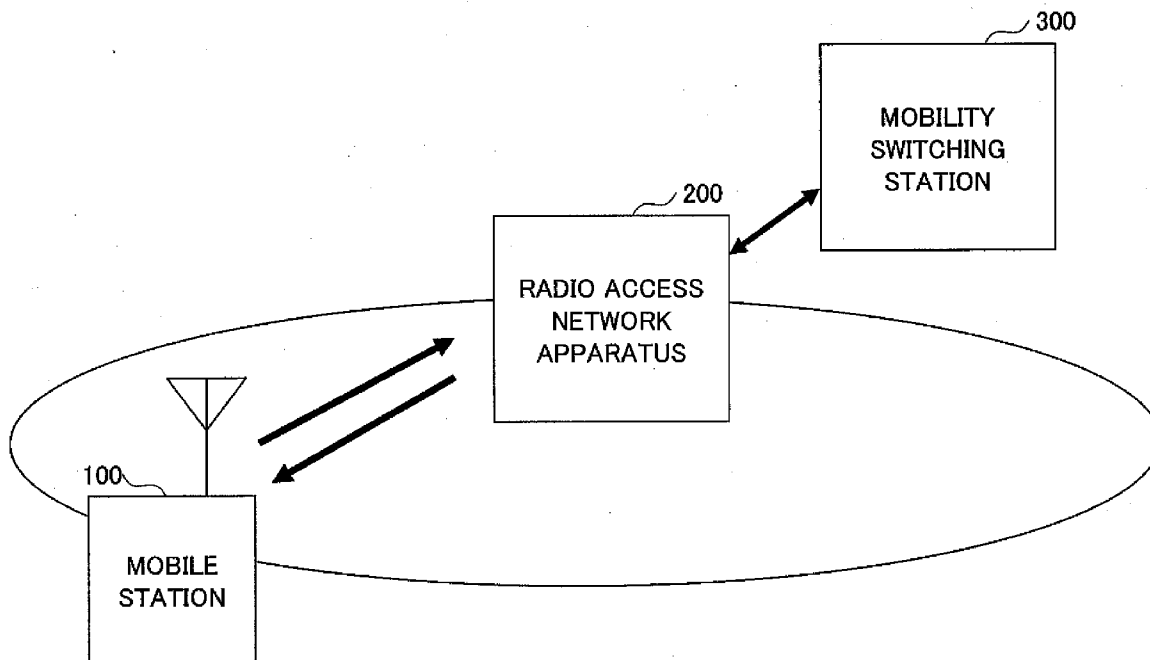 300
MOBILITY
SWITCHING
STATION
200
RADIO ACCESS
NETWORK
APPARATUS
100
MOBILE
STATION